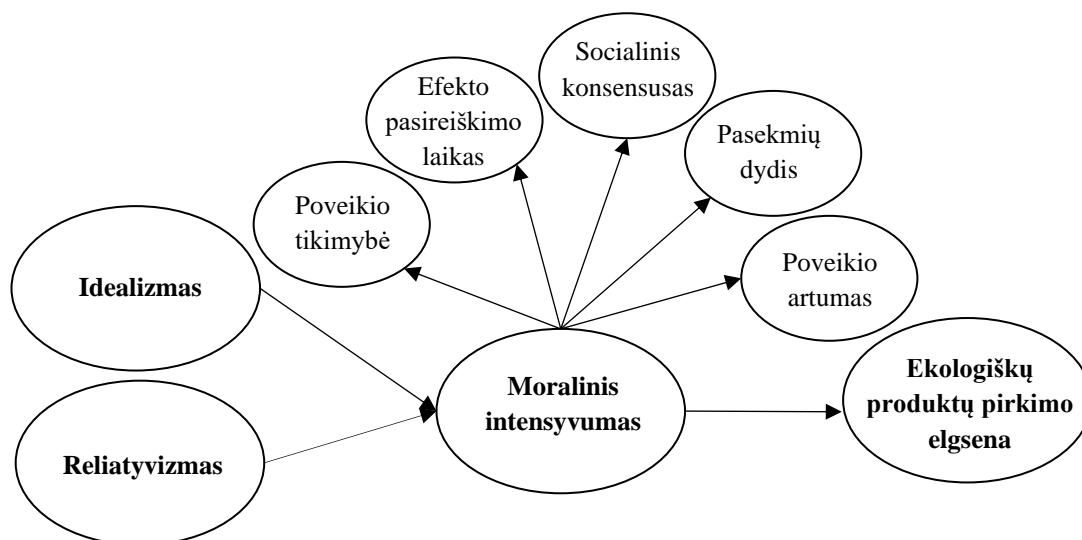 Socialinis
konsensusas
Efekto
pasireiškimo
laikas
Pasekmių
dydis
Poveikio
tikimybė
Poveikio
artumas
Idealizmas
Moralinis
intensyvumas
Ekologiškų
produktų pirkimo
elgsena
Reliatyvizmas